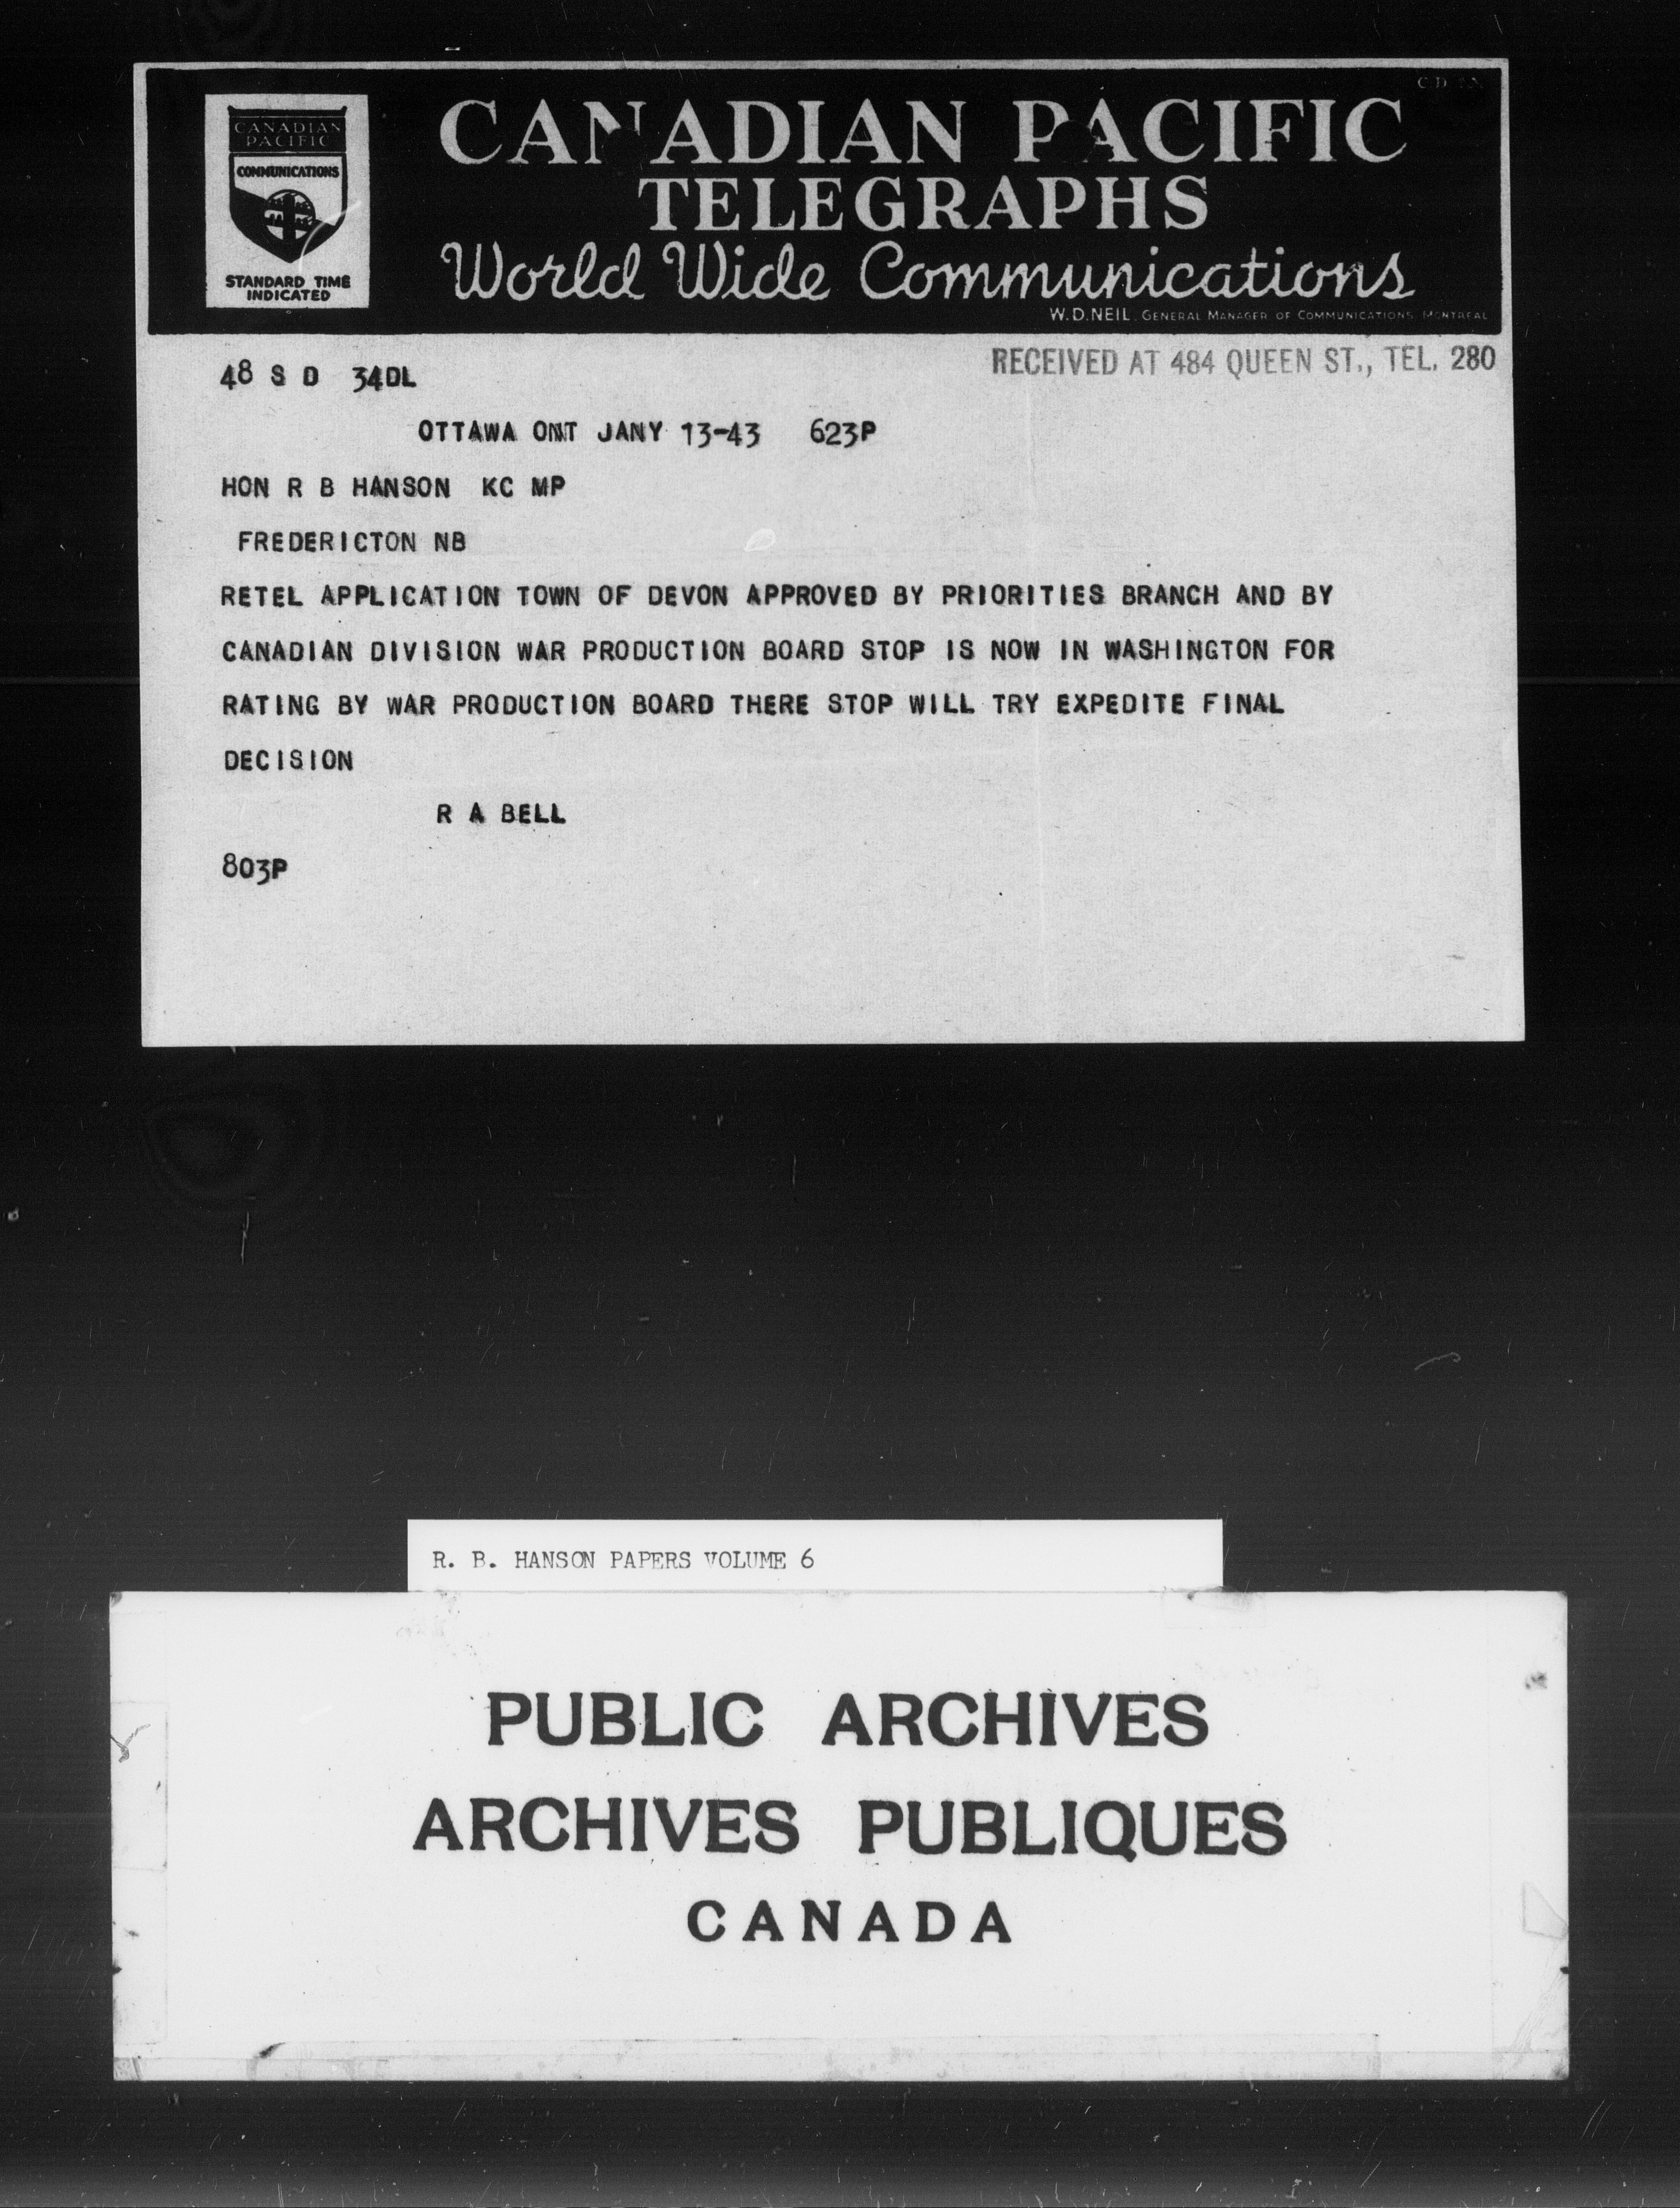 CANADIAN
PACIFIC
COMMUNICATIONS
STANDARD TIME
INDICATED
CANADIAN PACIFIC
TELEGRAPHS
World Wide Communications
W.D.NEIL, GENERAL MANAGER OF COMMUNICATIONS, MONTREAL
RECEIVED AT 484 QUEEN ST., TEL. 280
48 S D 34DL
OTTAWA ONT JANY 13-43 623P
HON R B HANSON KC MP
FREDERICTON NB
RETEL APPLICATION TOWN OF DEVON APPROVED BY PRIORITIES BRANCH AND BY
CANADIAN DIVISION WAR PRODUCTION BOARD STOP IS NOW IN WASHINGTON FOR
RATING BY WAR PRODUCTION BOARD THERE STOP WILL TRY EXPEDITE FINAL
DECISION
R A BELL
803P
R. B. HANSON PAPERS VOLUME 6
PUBLIC ARCHIVES
ARCHIVES PUBLIQUES
CANADA